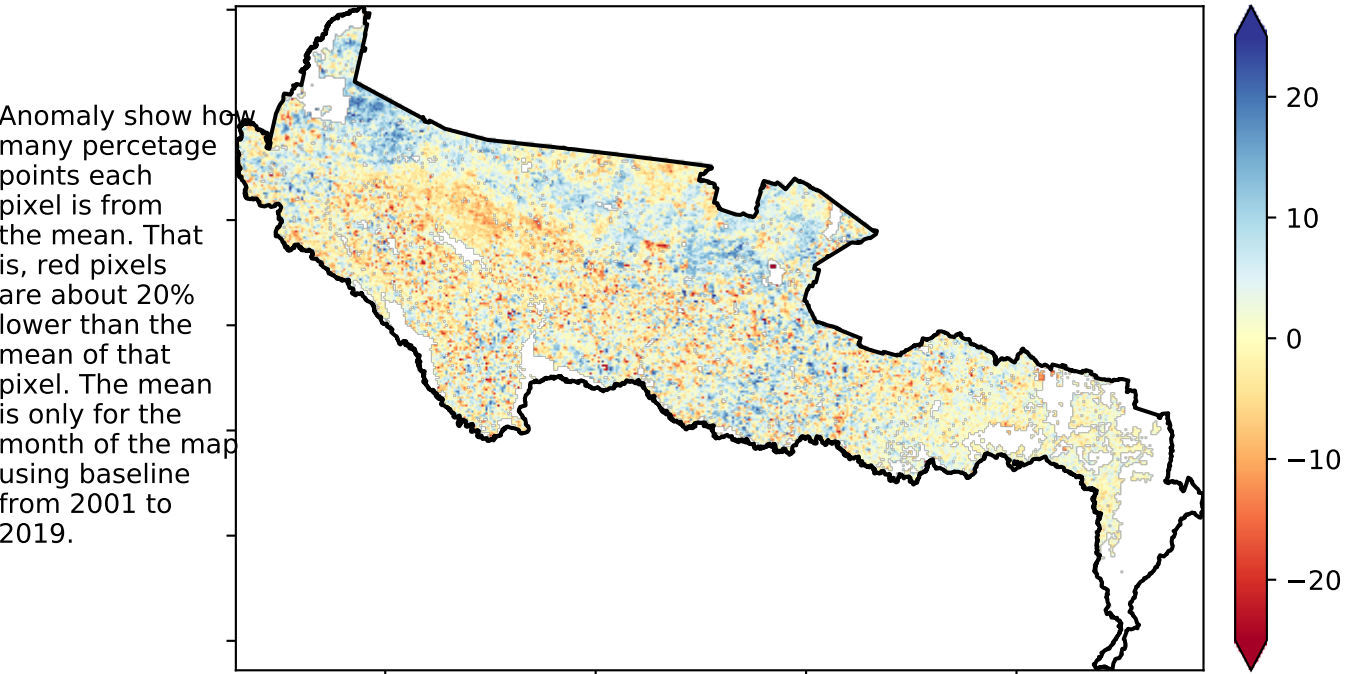 Anomaly show how
many percetage
points each
pixel is from
the mean. That
is, red pixels
are about 20%
lower than the
mean of that
pixel. The mean
is only for the
month of the map
using baseline
from 2001 to
2019.
20
10
0
−10
−20